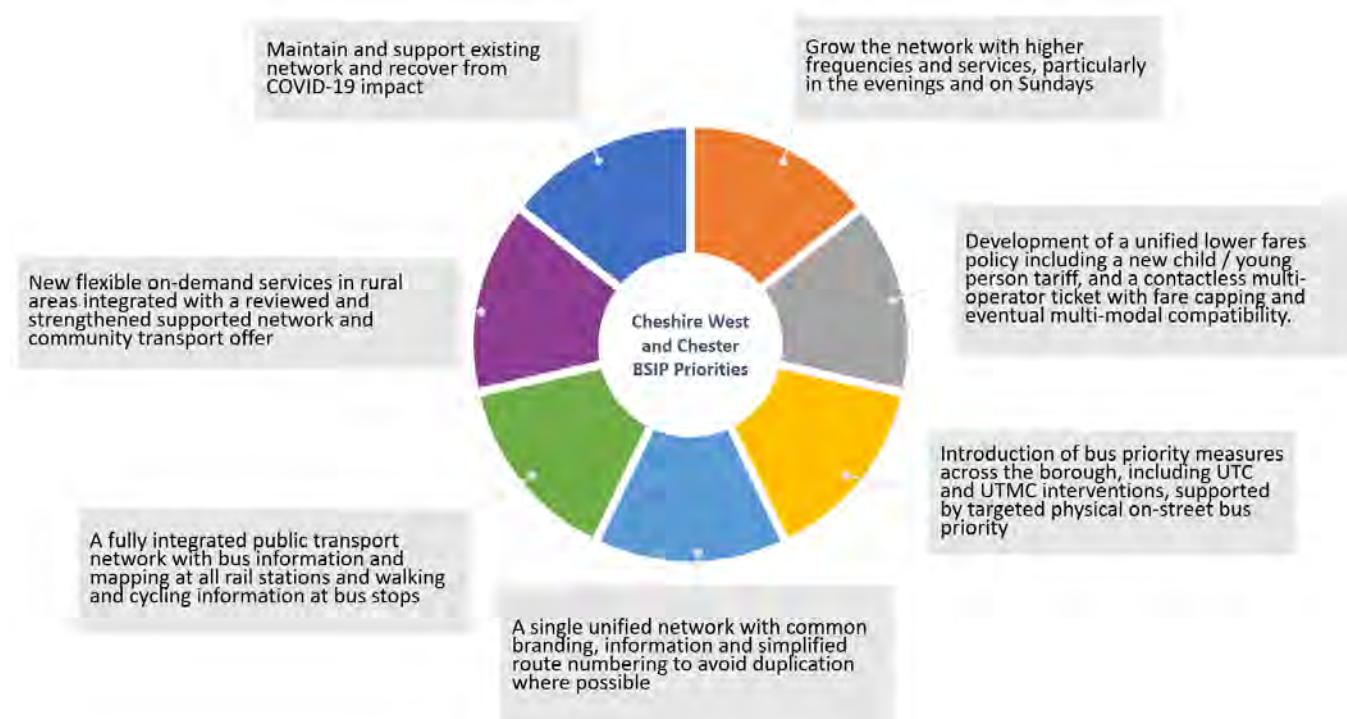 Maintain and support existing
network and recover from
COVID-19 impact
Grow the network with higher
frequencies and services, particularly
in the evenings and on Sundays
Development of a unified lower fares
policy including a new child / young
person tariff, and a contactless multi-
operator ticket with fare capping and
eventual multi-modal compatibility.
New flexible on-demand services in rural
areas integrated with a reviewed and
strengthened supported network and
community transport offer
Cheshire West
and Chester
BSIP Priorities
Introduction of bus priority measures
across the borough, including UTC
and UTMC interventions, supported
by targeted physical on-street bus
priority
A fully integrated public transport
network with bus information and
mapping at all rail stations and walking
and cycling information at bus stops
A single unified network with common
branding, information and simplified
route numbering to avoid duplication
where possible